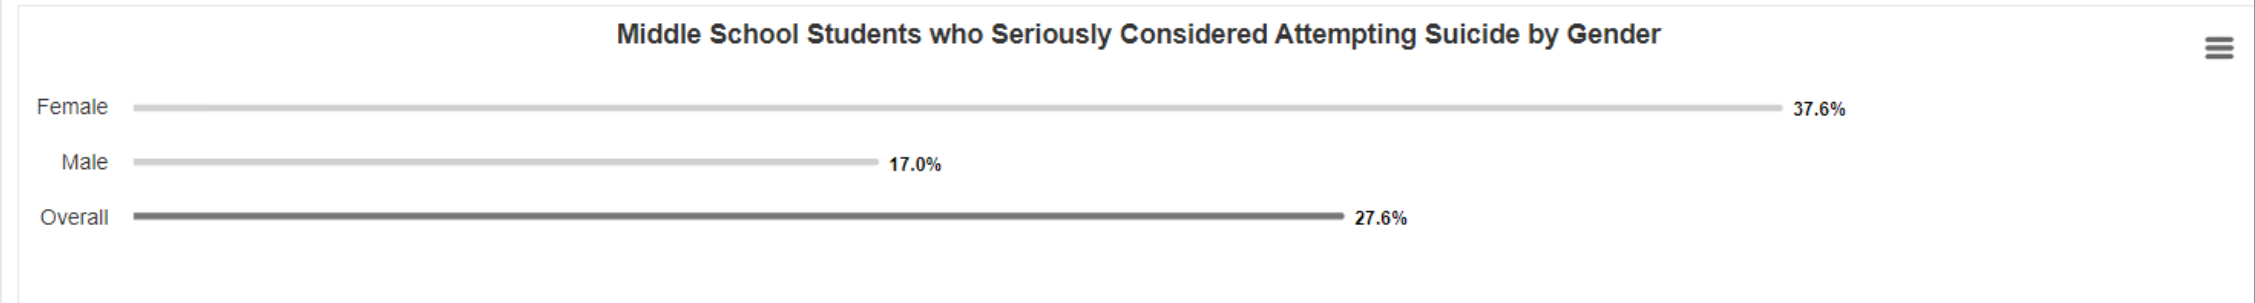 Middle School Students who Seriously Considered Attempting Suicide by Gender
Female 37.6%
Male 17.0%
Overall 27.6%